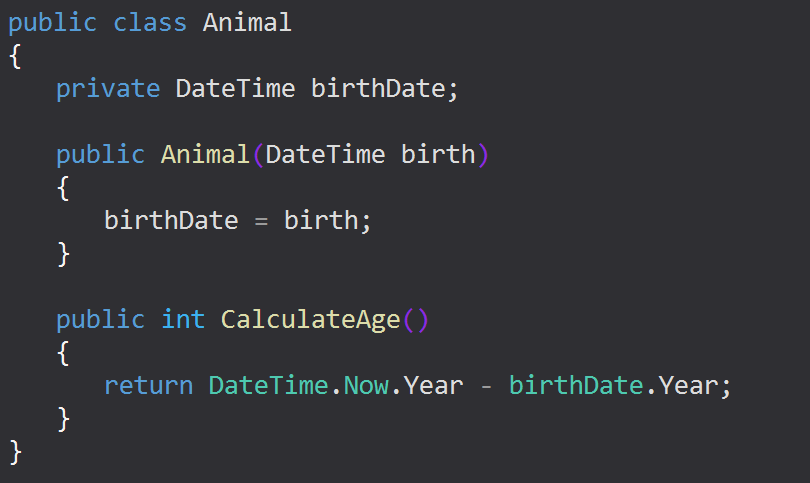 public class Animal
{
private DateTime birthDate;
public Animal(DateTime birth)
{
birthDate = birth;
}
public int CalculateAge()
{
return DateTime.Now.Year - birthDate.Year;
}
}